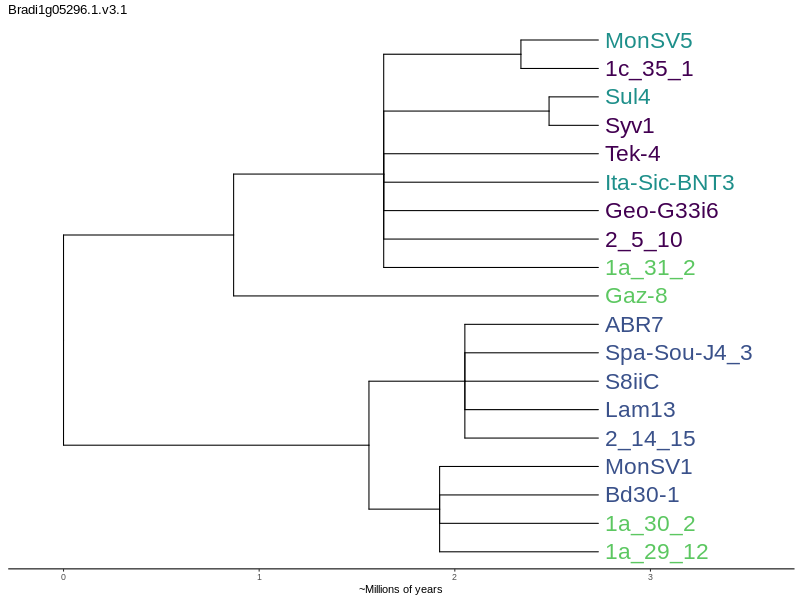 Bradi1g05296.1.v3.1
MonSV5
1c_35_1
Sul4
Syv1
Tek-4
Ita-Sic-BNT3
Geo-G33i6
2_5_10
1a_31_2
Gaz-8
ABR7
Spa-Sou-J4_3
S8iiC
Lam13
2_14_15
MonSV1
Bd30-1
1a_30_2
1a_29_12
0 1 2 3
~Millions of years